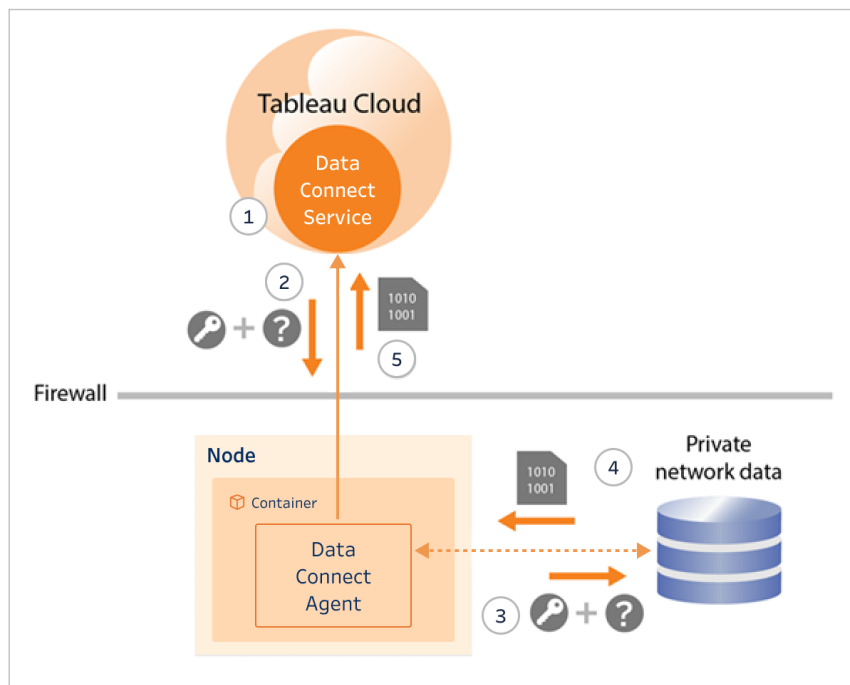 Tableau Cloud
Data
Connect
Service
1
2
1010
1001
+
?
5
Firewall
Node
Private
network data
4
1010
1001
Container
Data
Connect
Agent
3
+
?